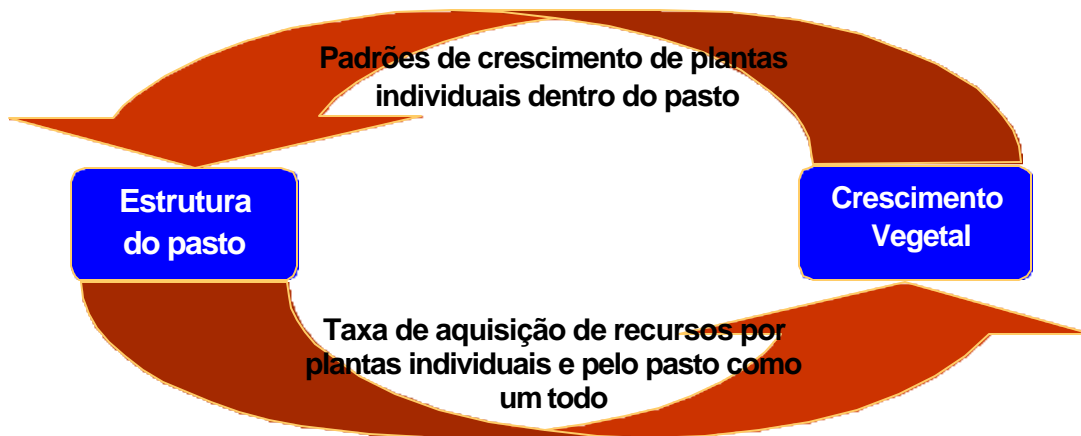 Padrões de crescimento de plantas
individuais dentro do pasto
Estrutura
do pasto
Crescimento
Vegetal
Taxa de aquisição de recursos por
plantas individuais e pelo pasto como
um todo